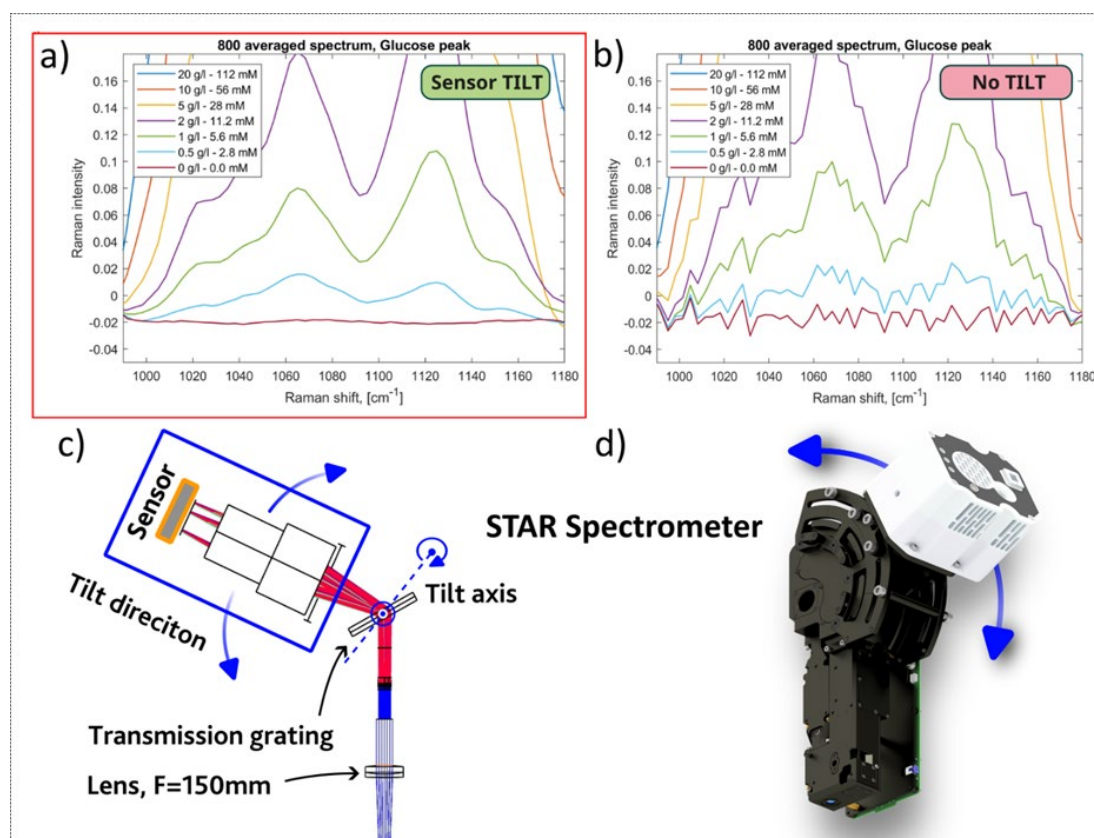 a)
800 averaged spectrum, Glucose peak
Sensor TILT
20 g/l - 112 mM
10 g/l - 56 mM
5 g/l - 28 mM
2 g/l - 11.2 mM
1 g/l - 5.6 mM
0.5 g/l - 2.8 mM
0 g/l - 0.0 mM
0.16
0.14
0.12
0.1
0.08
0.06
0.04
0.02
0
-0.02
-0.04
Raman intensity
1000 1020 1040 1060 1080 1100 1120 1140 1160 1180
Raman shift, [cm-1]
b)
800 averaged spectrum, Glucose peak
No TILT
20 g/l - 112 mM
10 g/l - 56 mM
5 g/l - 28 mM
2 g/l - 11.2 mM
1 g/l - 5.6 mM
0.5 g/l - 2.8 mM
0 g/l - 0.0 mM
0.16
0.14
0.12
0.1
0.08
0.06
0.04
0.02
0
-0.02
-0.04
Raman intensity
1000 1020 1040 1060 1080 1100 1120 1140 1160 1180
Raman shift, [cm-1]
c)
Sensor
Tilt direciton
Tilt axis
Transmission grating
Lens, F=150mm
d)
STAR Spectrometer